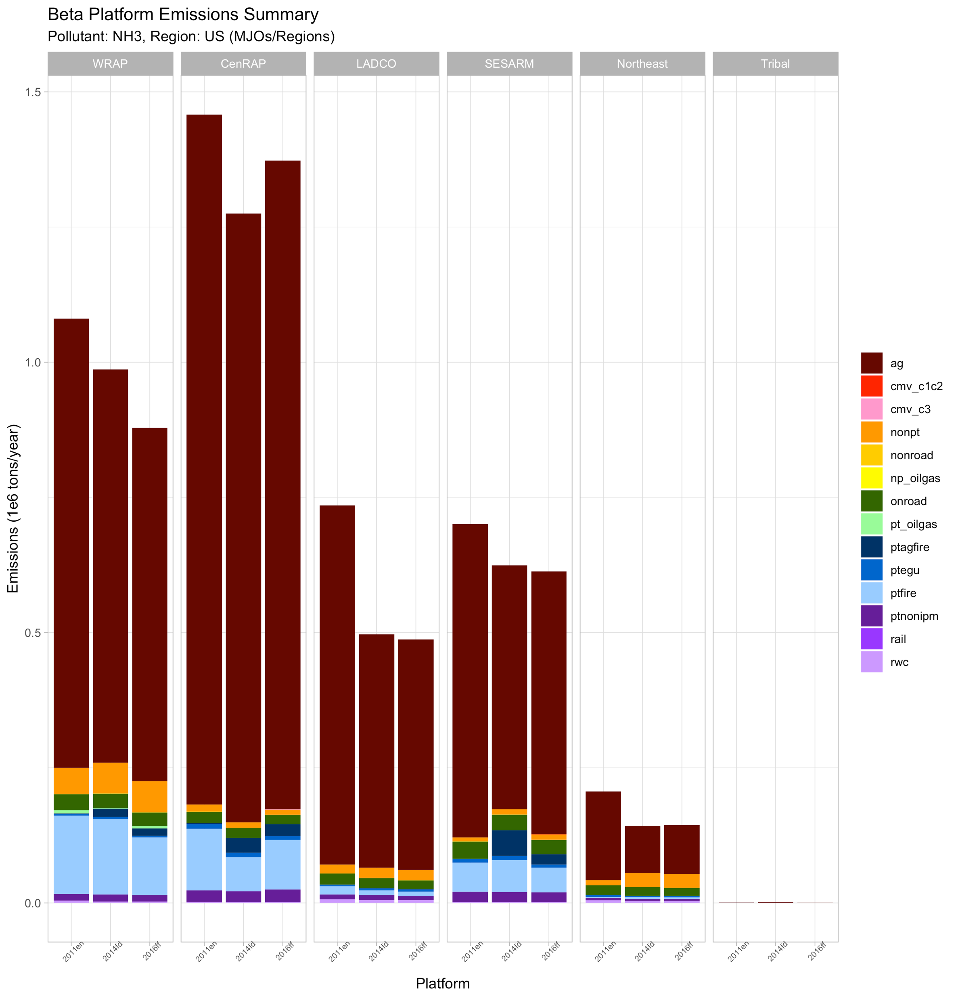 Beta Platform Emissions Summary
Pollutant: NH3, Region: US (MJOs/Regions)
WRAP CenRAP LADCO SESARM Northeast Tribal
1.5
1.0
0.5
0.0
Emissions (1e6 tons/year)
2011en 2014fd 2016ff 2011en 2014fd 2016ff 2011en 2014fd 2016ff 2011en 2014fd 2016ff 2011en 2014fd 2016ff 2011en 2014fd 2016ff
Platform
ag
cmv_c1c2
cmv_c3
nonpt
nonroad
np_oilgas
onroad
pt_oilgas
ptagfire
ptegu
ptfire
ptnonipm
rail
rwc